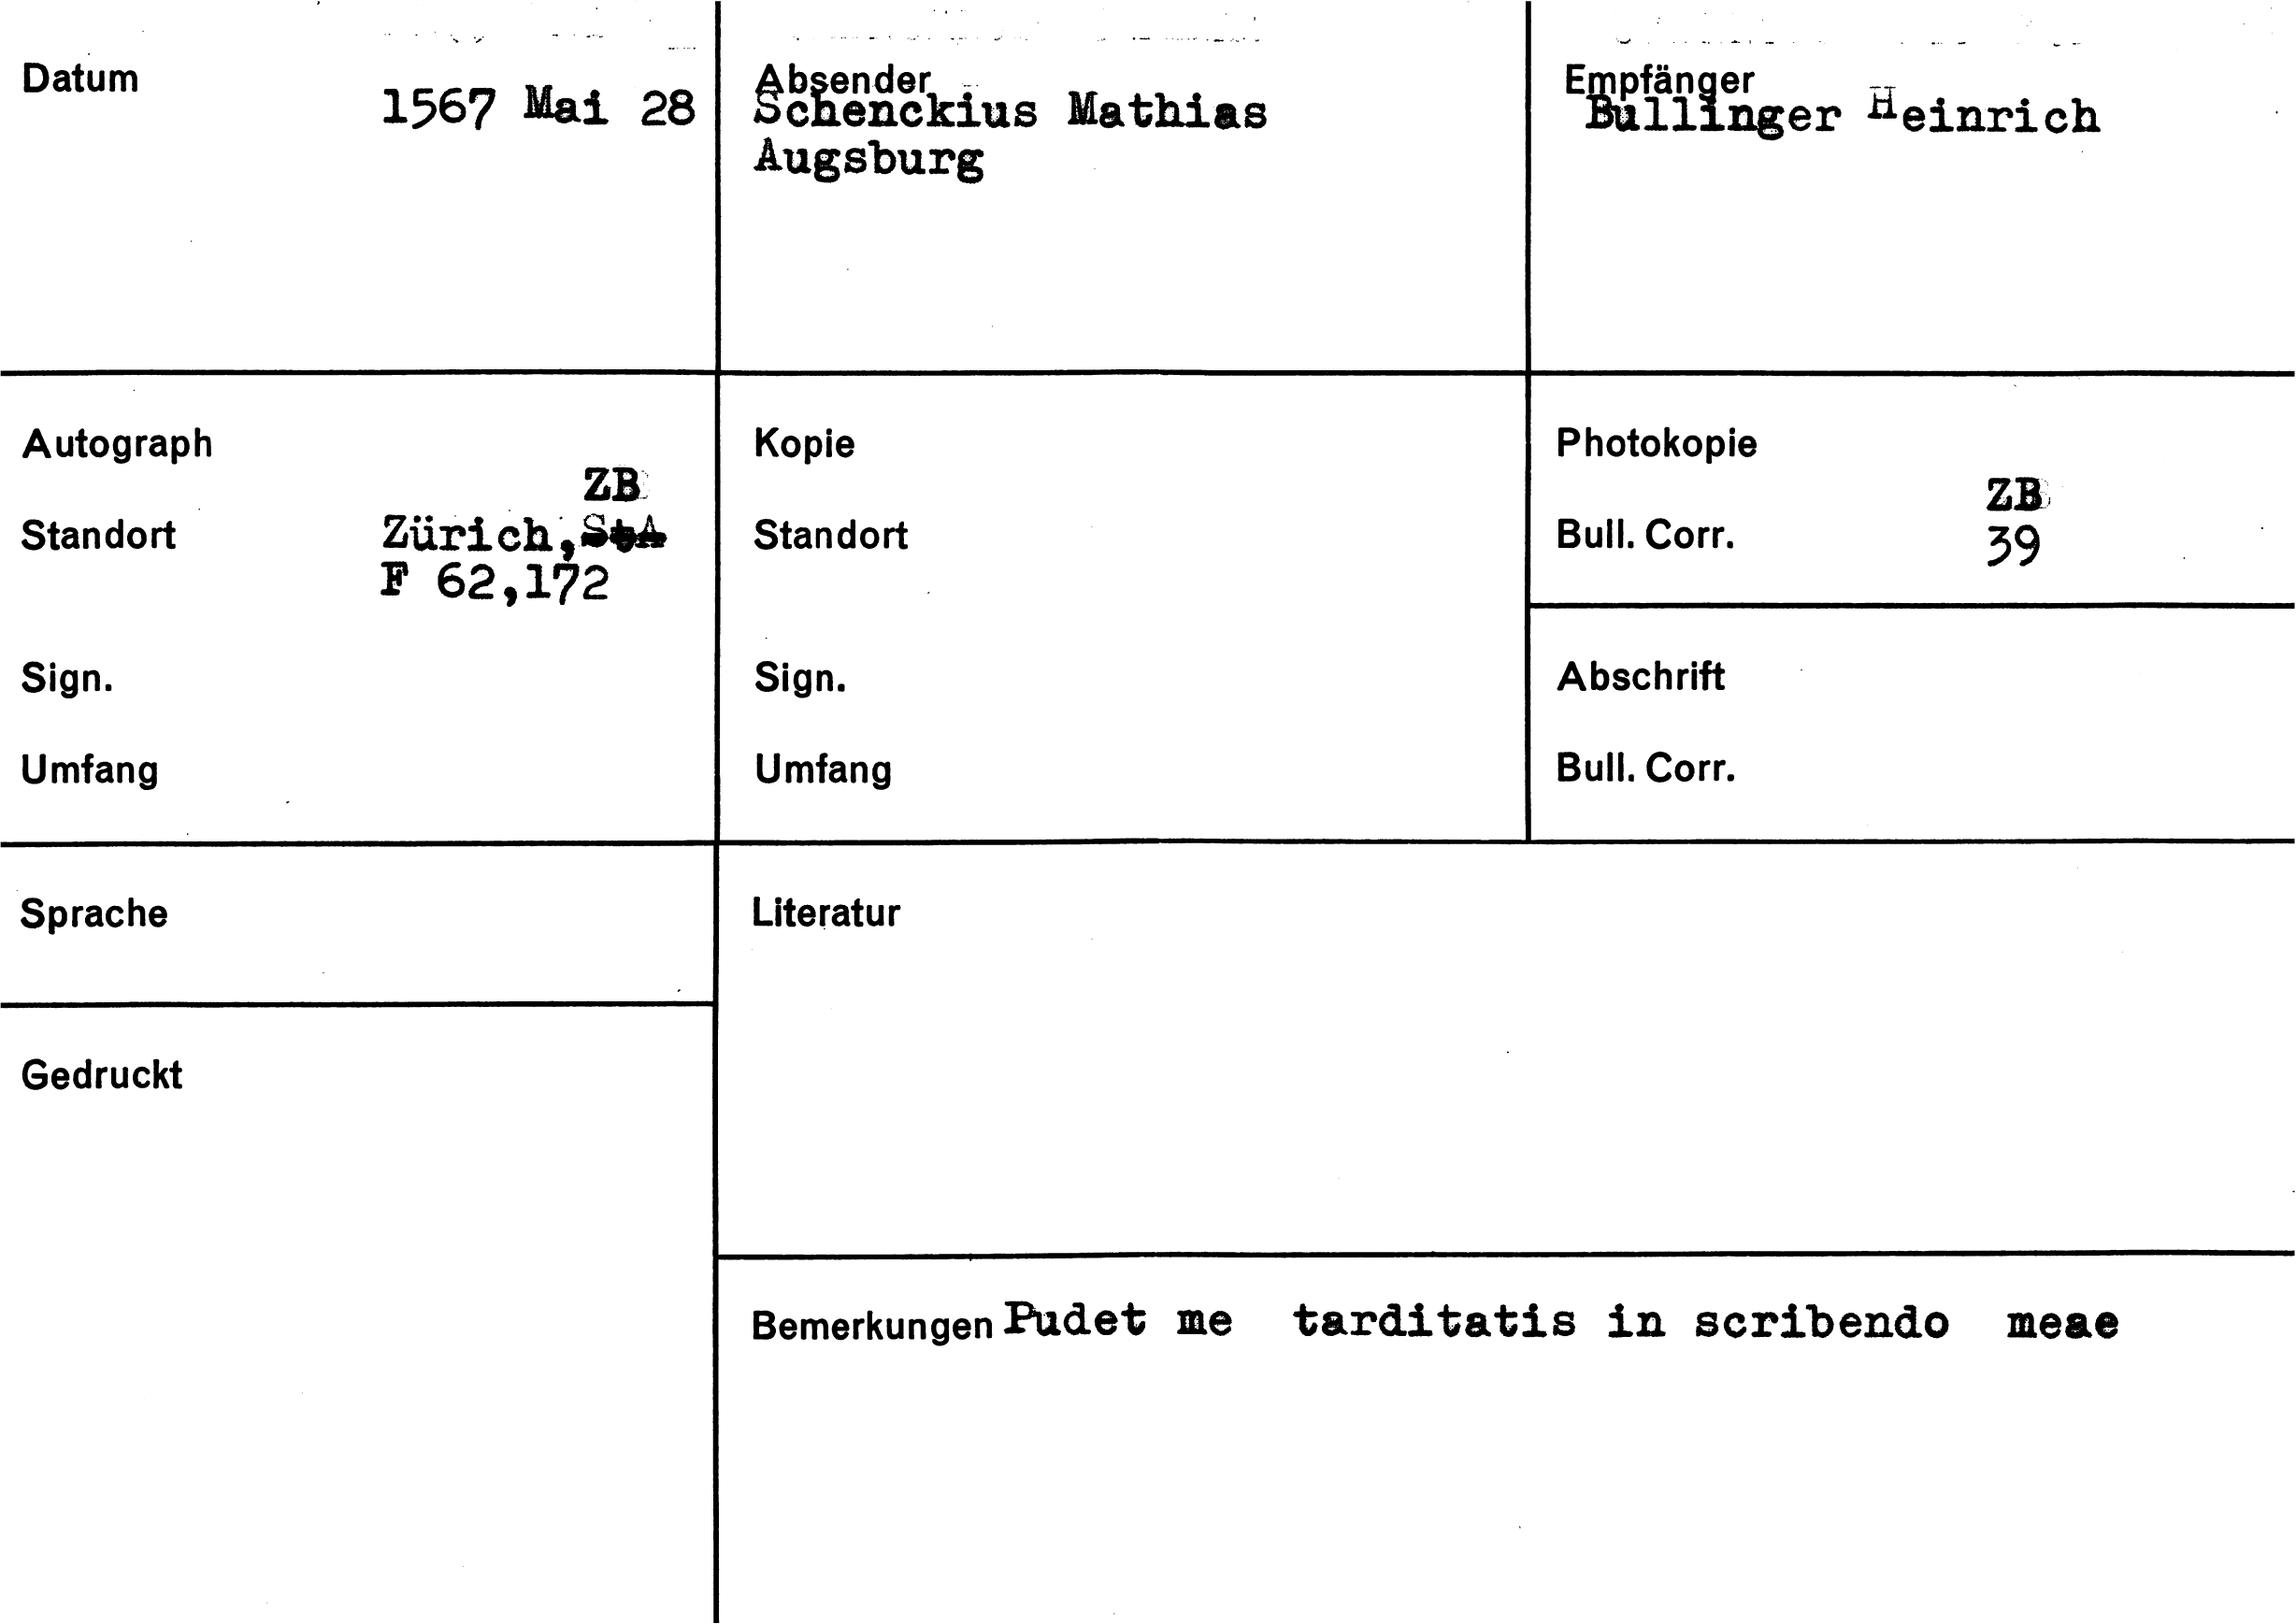 Datum
1567 Mai 28
Absender
Schenckius Mathias
Augsburg
Empfänger
Bullinger Heinrich
Autograph
ZB
Standort Zürich, StA
F 62,172
Sign.
Umfang
Kopie
Standort
Sign.
Umfang
Photokopie
ZB
Bull. Corr. 39
Abschrift
Bull. Corr.
Sprache
Gedruckt
Literatur
Bemerkungen Pudet me tarditatis in scribendo meae